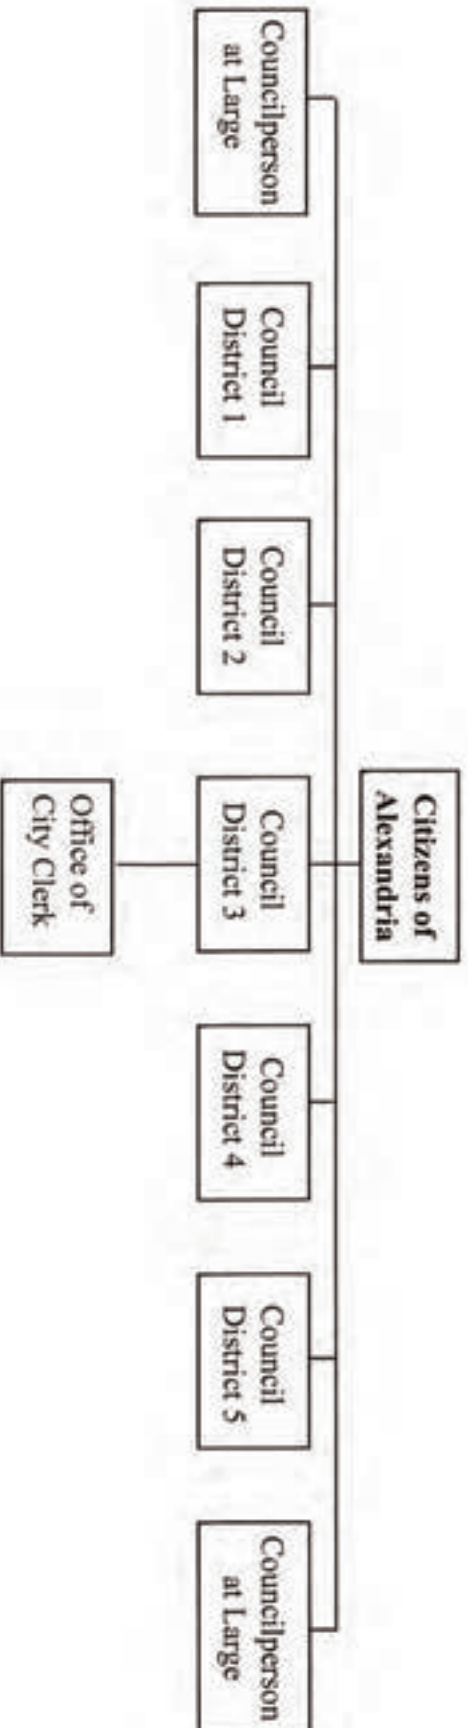 Citizens of
Alexandria
Councilperson
at Large
Council
District 1
Council
District 2
Council
District 3
Council
District 4
Council
District 5
Councilperson
at Large
Office of
City Clerk